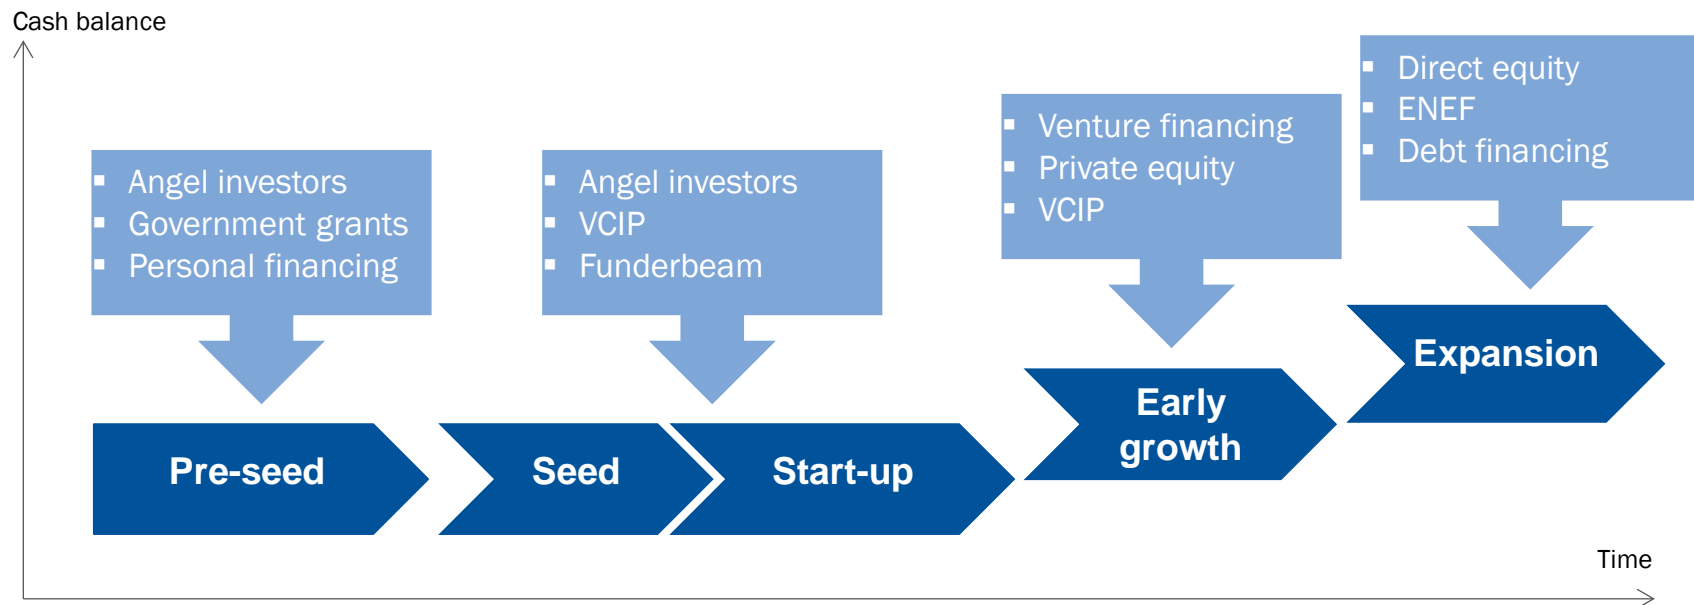 Cash balance
Angel investors
Government grants
Personal financing
Angel investors
VCIP
Funderbeam
Venture financing
Private equity
VCIP
Direct equity
ENEF
Debt financing
Pre-seed
Seed
Start-up
Early
growth
Expansion
Time